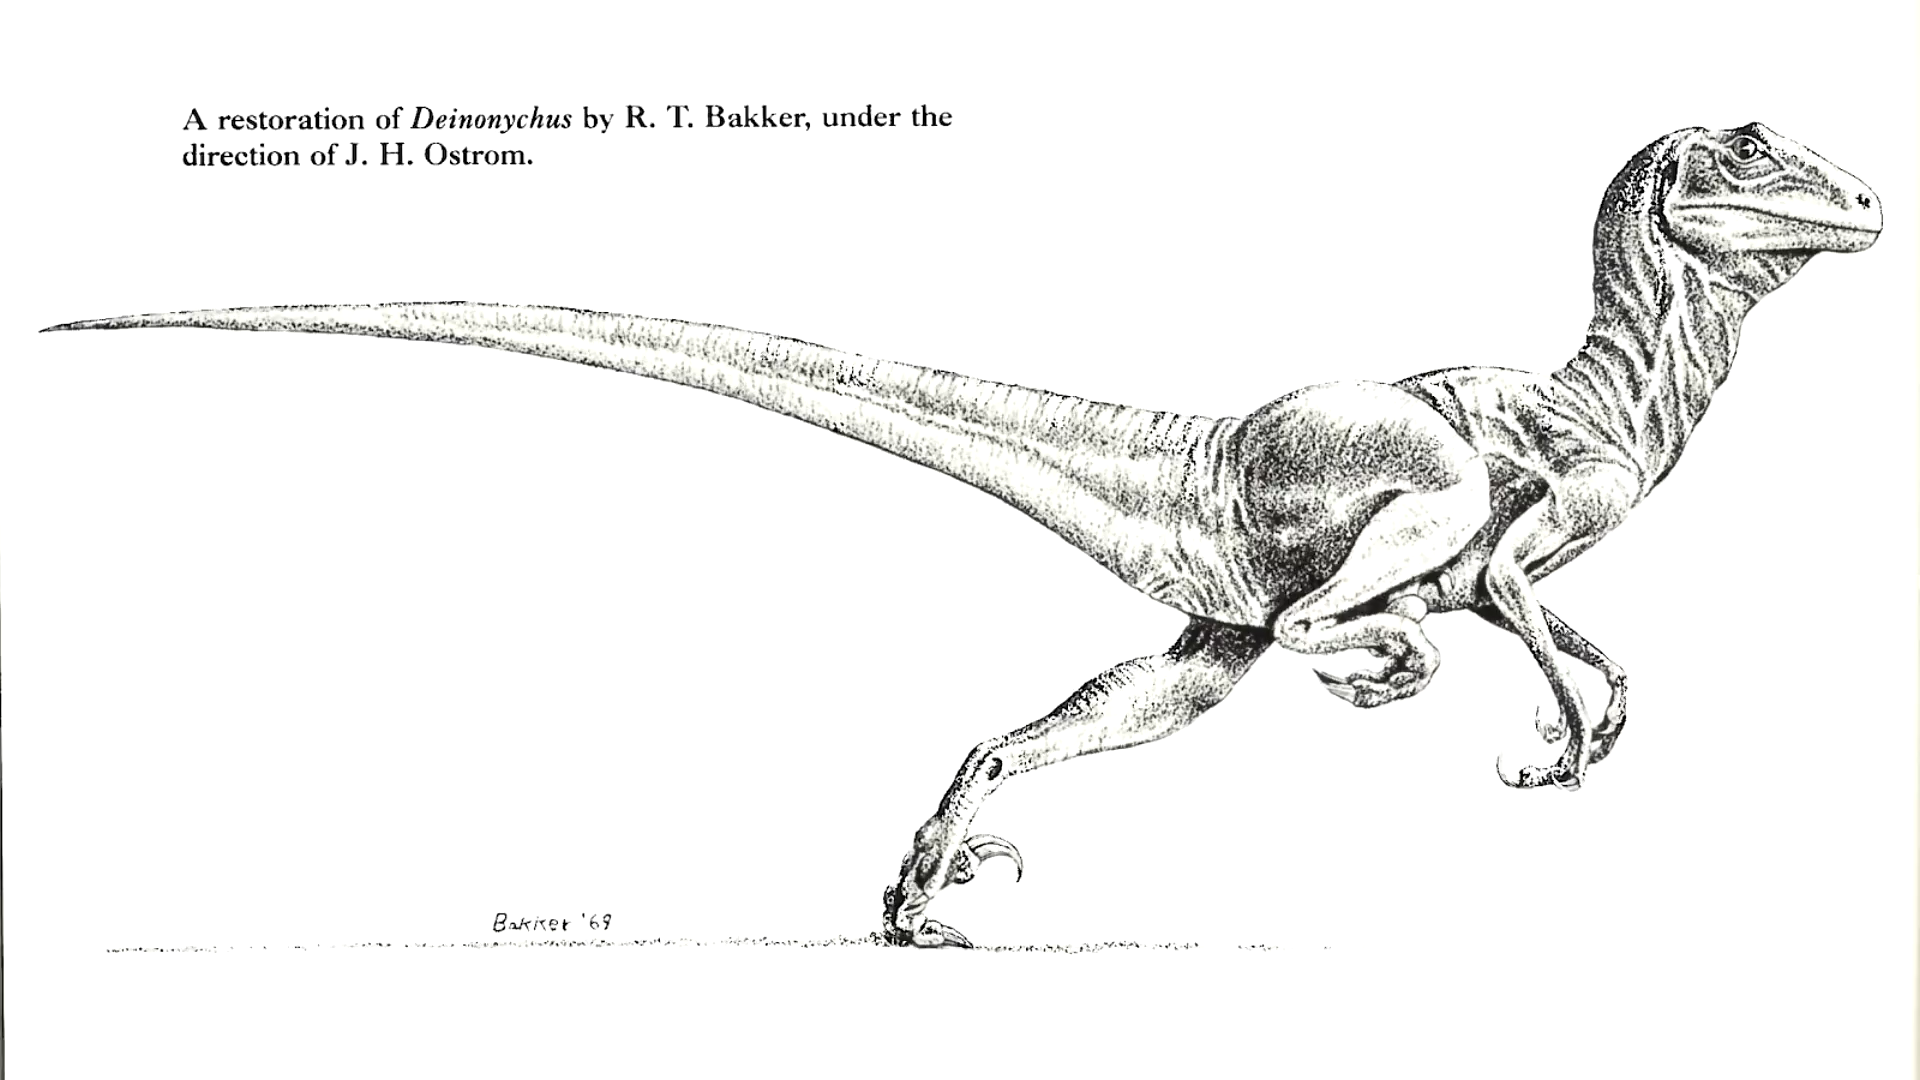 A restoration of Deinonychus by R. T. Bakker, under the
direction of J. H. Ostrom.
Bakker '69